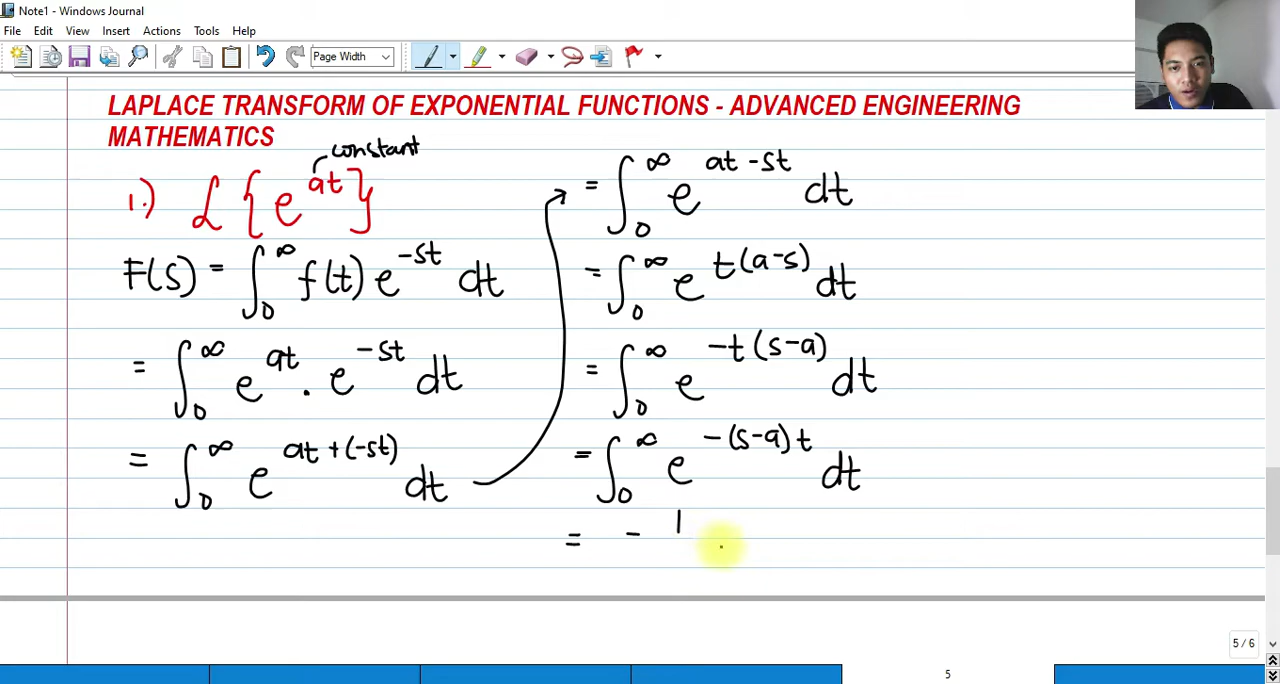 Note1 - Windows Journal
File Edit View Insert Actions Tools Help
Page Width
LAPLACE TRANSFORM OF EXPONENTIAL FUNCTIONS - ADVANCED ENGINEERING
MATHEMATICS
constant
1.) ℒ{e^{at}}
F(s) = ∫_0^∞ f(t) e^{-st} dt
= ∫_0^∞ e^{at} · e^{-st} dt
= ∫_0^∞ e^{at+(-st)} dt
= ∫_0^∞ e^{at-st} dt
= ∫_0^∞ e^{t(a-s)} dt
= ∫_0^∞ e^{-t(s-a)} dt
= ∫_0^∞ e^{-(s-a)t} dt
= - 1
5 / 6
5